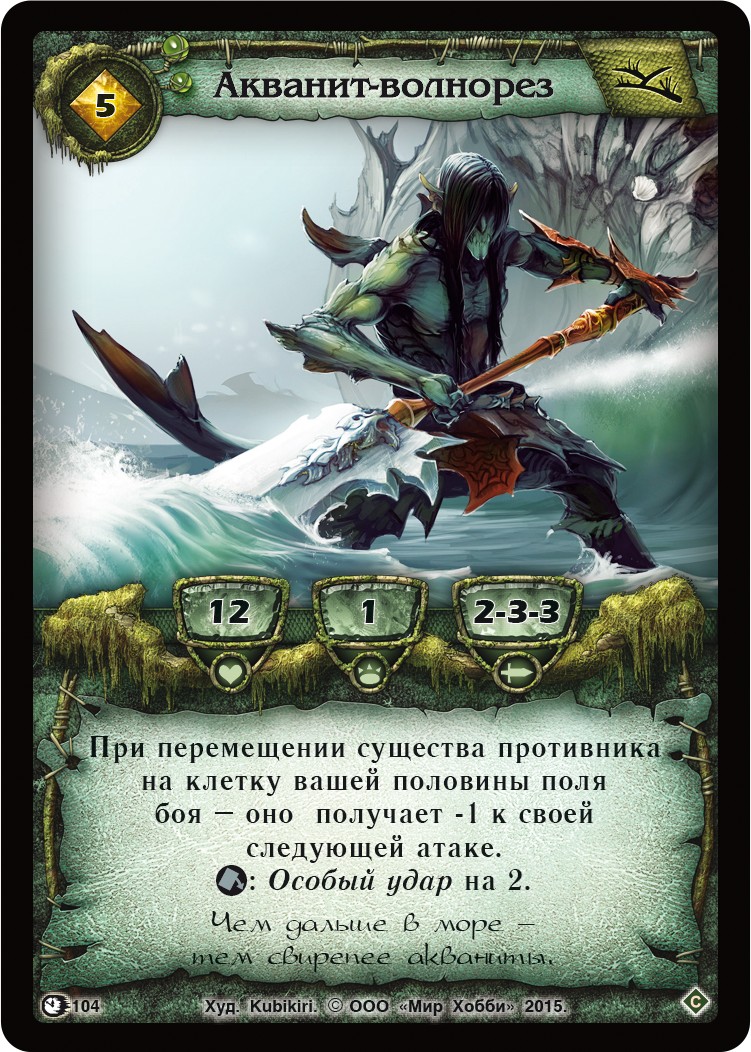 5
Акванит-волнорез
12
1
2-3-3
При перемещении существа противника
на клетку вашей половины поля
боя – оно получает -1 к своей
следующей атаке.
: Особый удар на 2.
Чем дальше в море –
тем свирепее акваниты.
104
Худ. Kubikiri. © ООО «Мир Хобби» 2015.
C